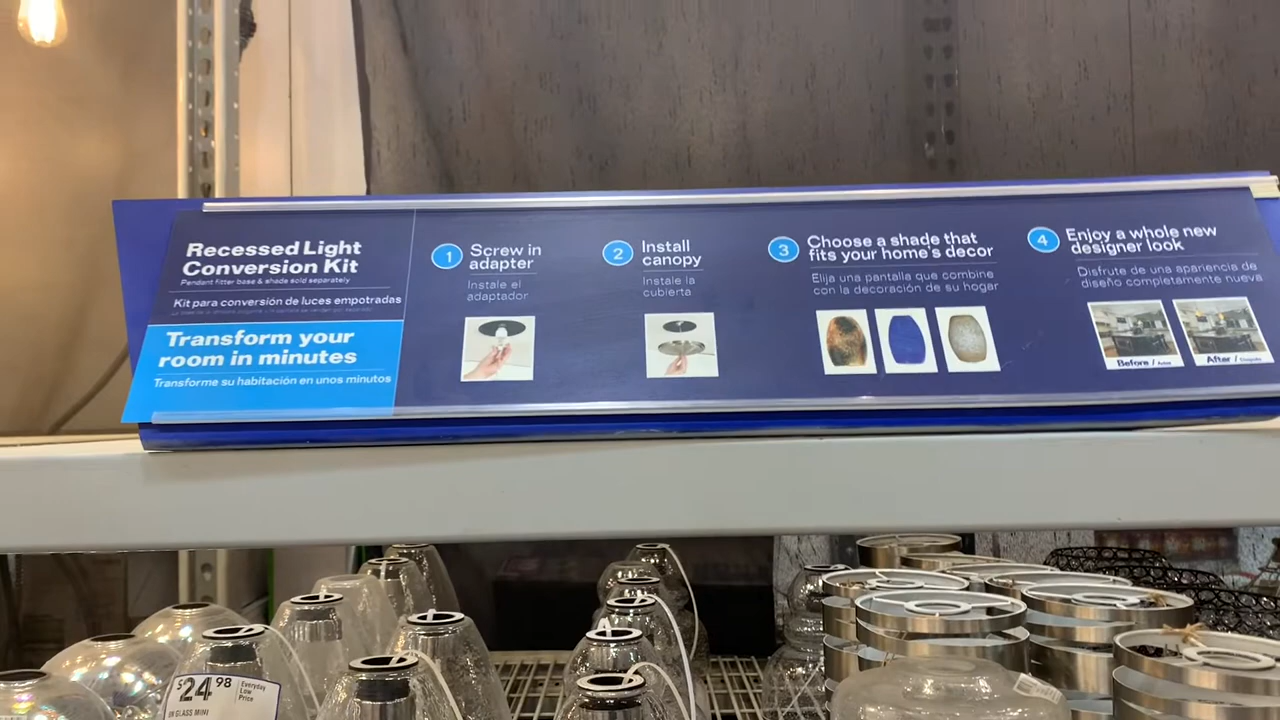 Recessed Light
Conversion Kit
Pendant fitter base & shade sold separately
Kit para conversión de luces empotradas
Transform your
room in minutes
Transforme su habitación en unos minutos
1
Screw in
adapter
Instale el
adaptador
2
Install
canopy
Instale la
cubierta
3
Choose a shade that
fits your home's decor
Elija una pantalla que combine
con la decoración de su hogar
4
Enjoy a whole new
designer look
Disfrute de una apariencia de
diseño completamente nueva
Before / Antes
After / Después
$24 98
Everyday
Low
Price
GLASS MINI